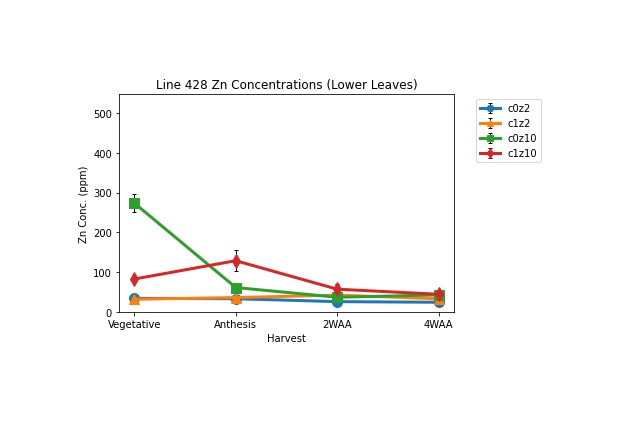 Line 428 Zn Concentrations (Lower Leaves)
500
400
300
200
100
0
Zn Conc. (ppm)
Vegetative Anthesis 2WAA 4WAA
Harvest
c0z2
c1z2
c0z10
c1z10